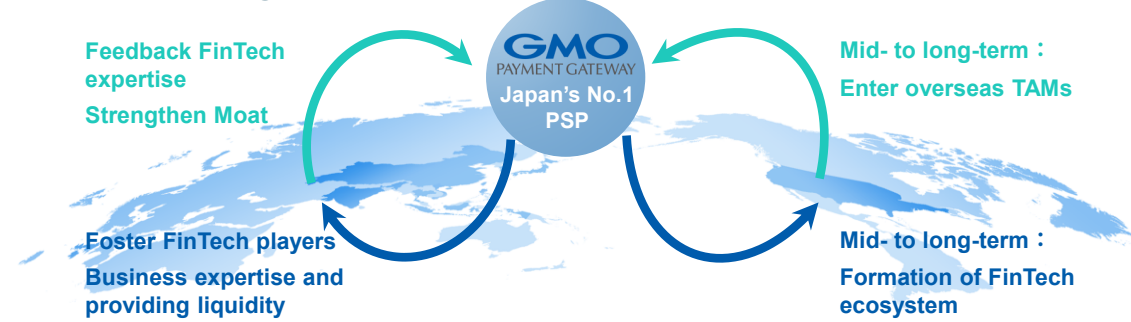 Feedback FinTech
expertise
Strengthen Moat
GMO
PAYMENT GATEWAY
Japan's No.1
PSP
Mid- to long-term：
Enter overseas TAMs
Foster FinTech players
Business expertise and
providing liquidity
Mid- to long-term：
Formation of FinTech
ecosystem